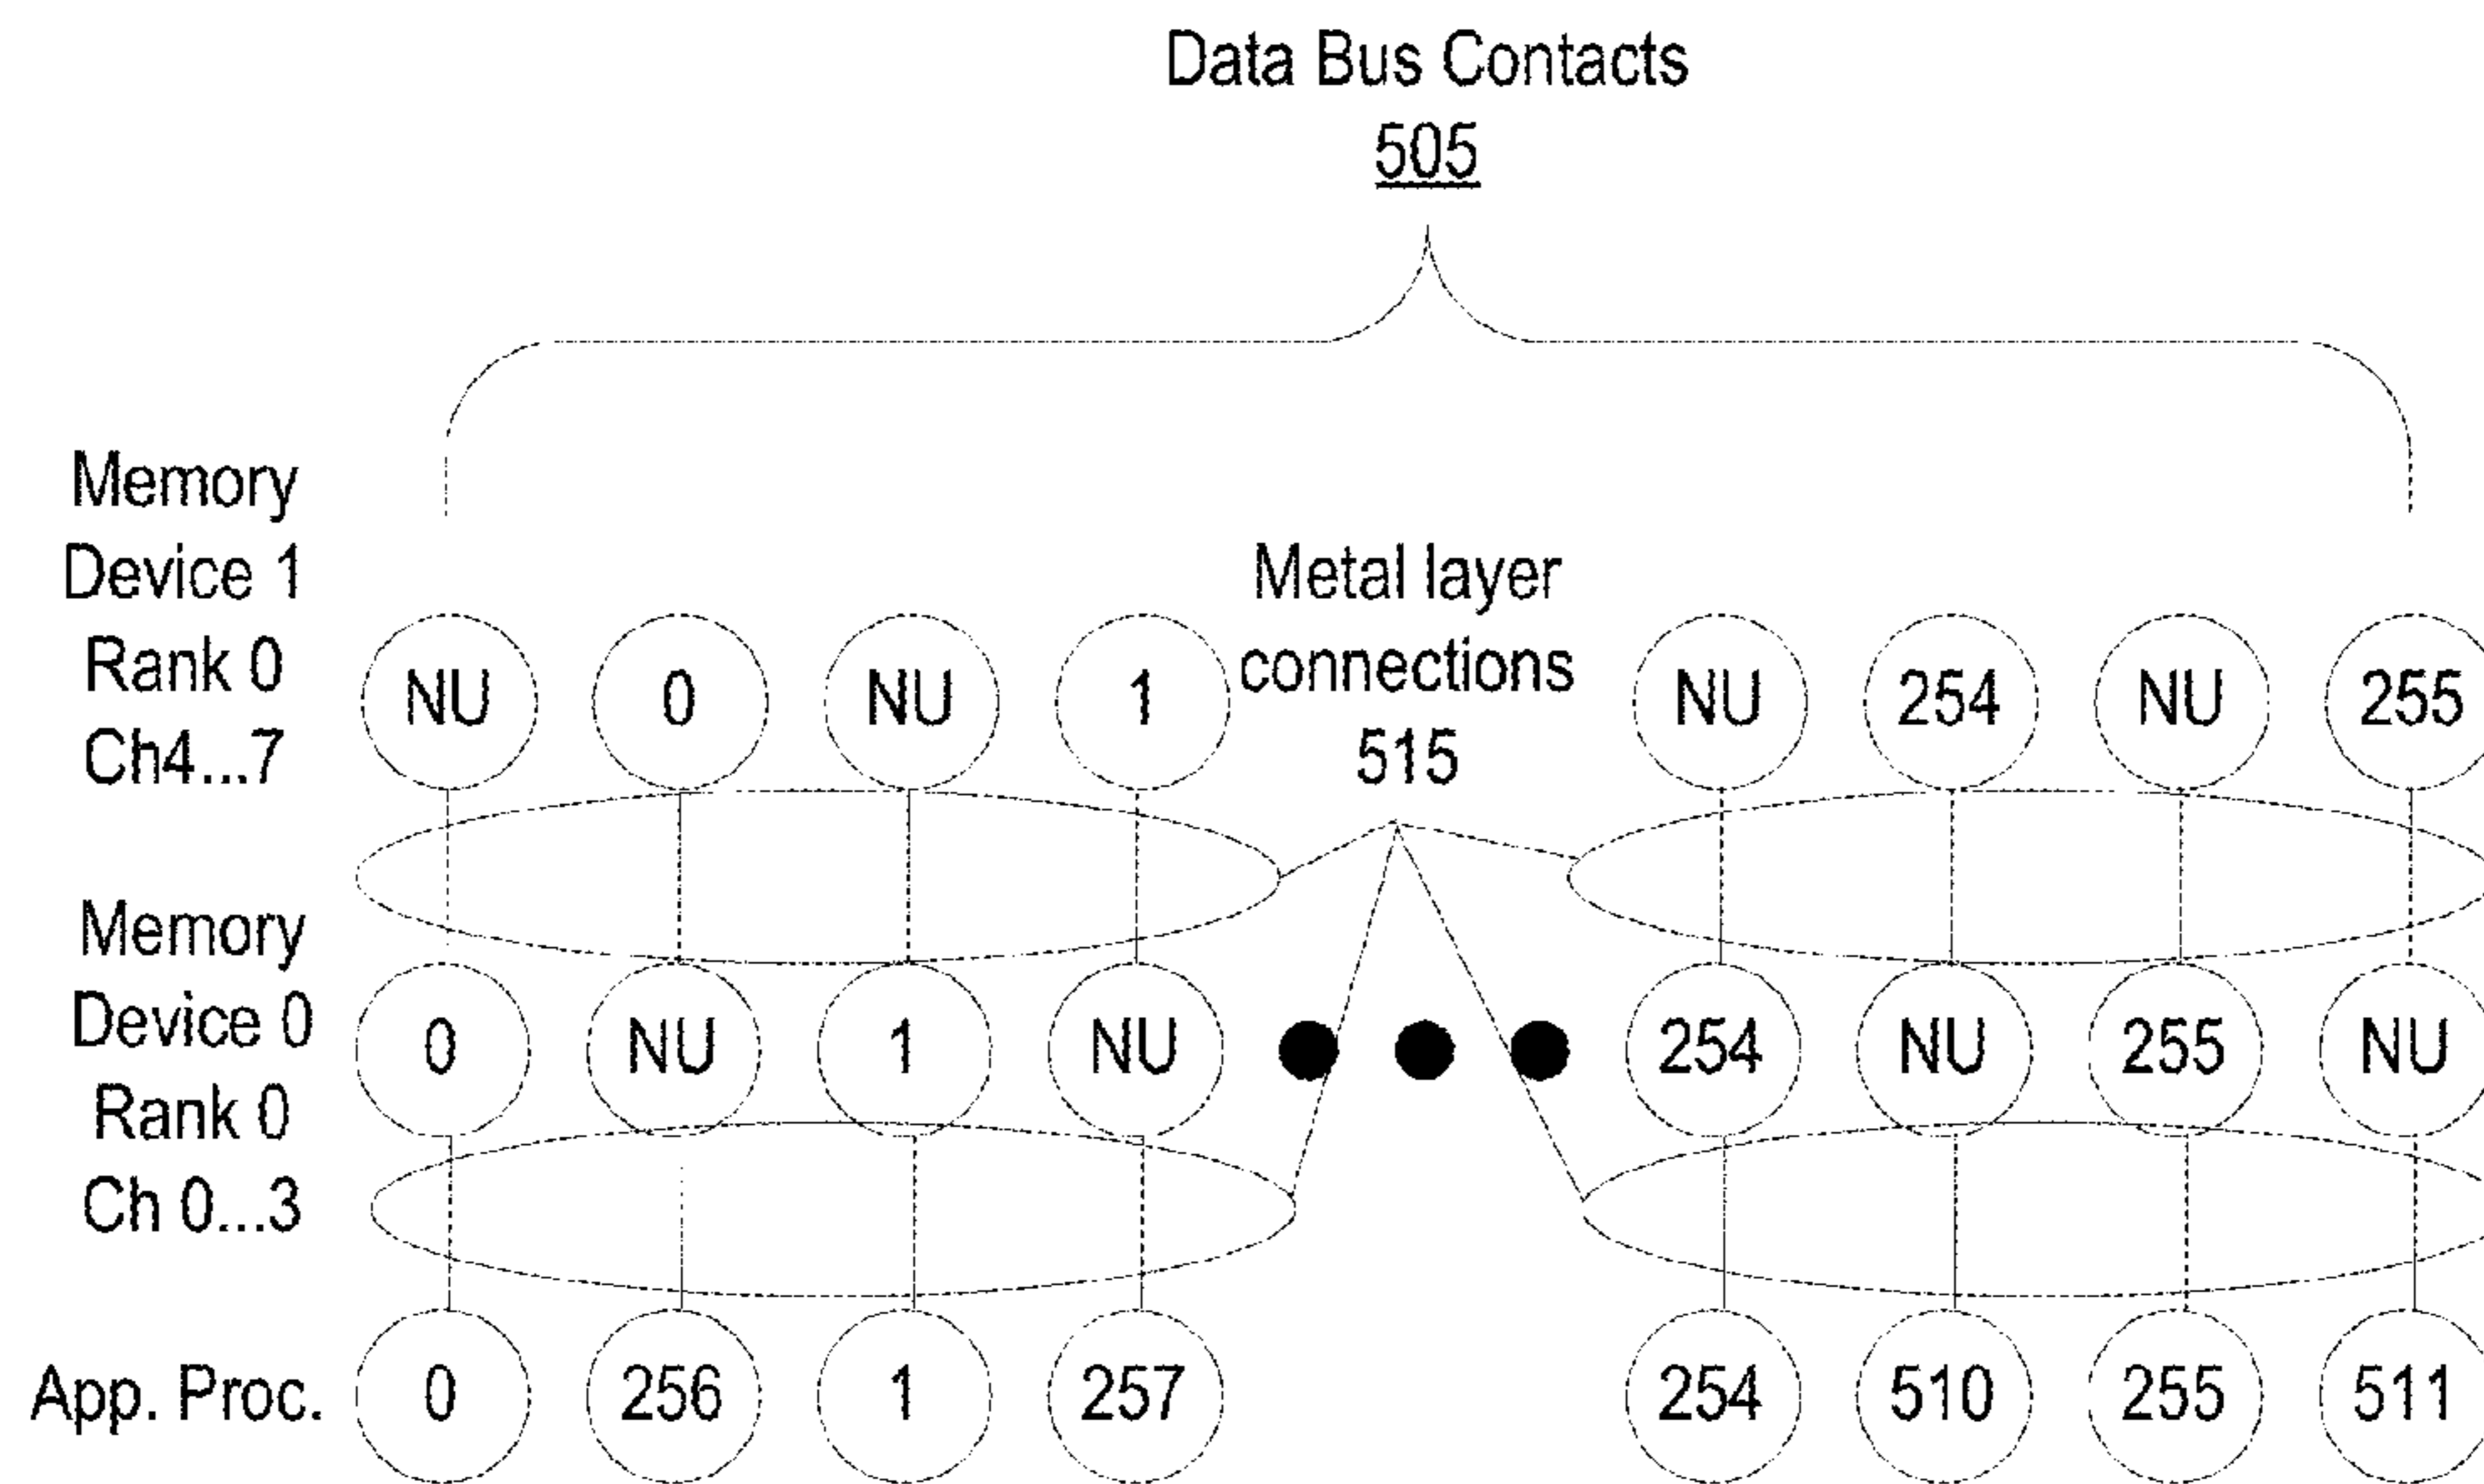 Data Bus Contacts
505
Memory
Device 1
Rank 0
Ch4...7
Metal layer
connections
515
NU 0 NU 1 NU 254 NU 255
Memory
Device 0
Rank 0
Ch 0...3
0 NU 1 NU 254 NU 255 NU
App. Proc. 0 256 1 257 254 510 255 511